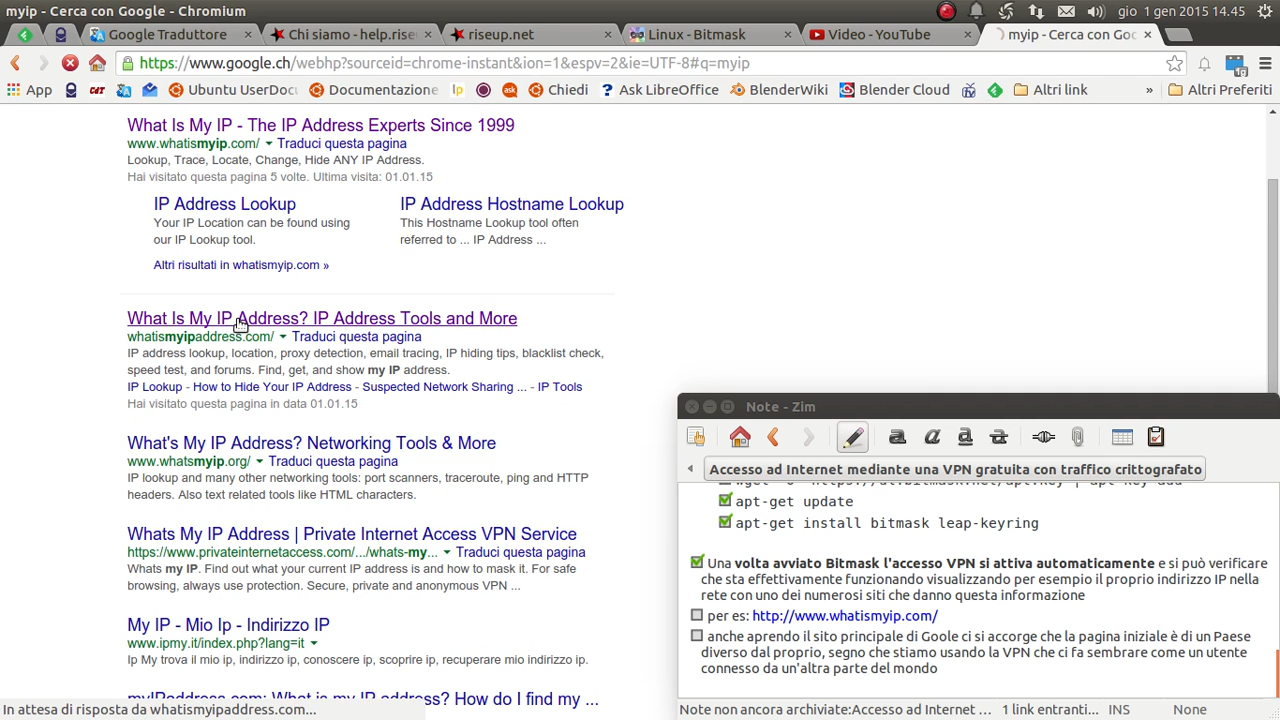 myip - Cerca con Google - Chromium
gio 1 gen 2015 14.45
Google Traduttore
Chi siamo - help.rise
riseup.net
Linux - Bitmask
Video - YouTube
myip - Cerca con Goo
https://www.google.ch/webhp?sourceid=chrome-instant&ion=1&espv=2&ie=UTF-8#q=myip
App
Ubuntu UserDocu
Documentazione
Chiedi
Ask LibreOffice
BlenderWiki
Blender Cloud
Altri link
»
Altri Preferiti
What Is My IP - The IP Address Experts Since 1999
www.whatismyip.com/ Traduci questa pagina
Lookup, Trace, Locate, Change, Hide ANY IP Address.
Hai visitato questa pagina 5 volte. Ultima visita: 01.01.15
IP Address Lookup
Your IP Location can be found using
our IP Lookup tool.
IP Address Hostname Lookup
This Hostname Lookup tool often
referred to ... IP Address ...
Altri risultati in whatismyip.com »
What Is My IP Address? IP Address Tools and More
whatismyipaddress.com/ Traduci questa pagina
IP address lookup, location, proxy detection, email tracing, IP hiding tips, blacklist check,
speed test, and forums. Find, get, and show my IP address.
IP Lookup - How to Hide Your IP Address - Suspected Network Sharing ... - IP Tools
Hai visitato questa pagina in data 01.01.15
What's My IP Address? Networking Tools & More
www.whatsmyip.org/ Traduci questa pagina
IP lookup and many other networking tools: port scanners, traceroute, ping and HTTP
headers. Also text related tools like HTML characters.
Whats My IP Address | Private Internet Access VPN Service
https://www.privateinternetaccess.com/.../whats-my... Traduci questa pagina
Whats my IP. Find out what your current IP address is and how to mask it. For safe
browsing, always use protection. Secure, private and anonymous VPN ...
My IP - Mio Ip - Indirizzo IP
www.ipmy.it/index.php?lang=it
Ip My trova il mio ip, indirizzo ip, conoscere ip, scoprire ip, recuperare mio indirizzo ip.
myIPaddress.com: What is my IP address? How do I find my ...
In attesa di risposta da whatismyipaddress.com...
Note - Zim
Accesso ad Internet mediante una VPN gratuita con traffico crittografato
apt-get update
apt-get install bitmask leap-keyring
Una volta avviato Bitmask l'accesso VPN si attiva automaticamente e si può verificare
che sta effettivamente funzionando visualizzando per esempio il proprio indirizzo IP nella
rete con uno dei numerosi siti che danno questa informazione
per es: http://www.whatismyip.com/
anche aprendo il sito principale di Goole ci si accorge che la pagina iniziale è di un Paese
diverso dal proprio, segno che stiamo usando la VPN che ci fa sembrare come un utente
connesso da un'altra parte del mondo
Note non ancora archiviate:Accesso ad Internet ... 1 link entranti... INS None